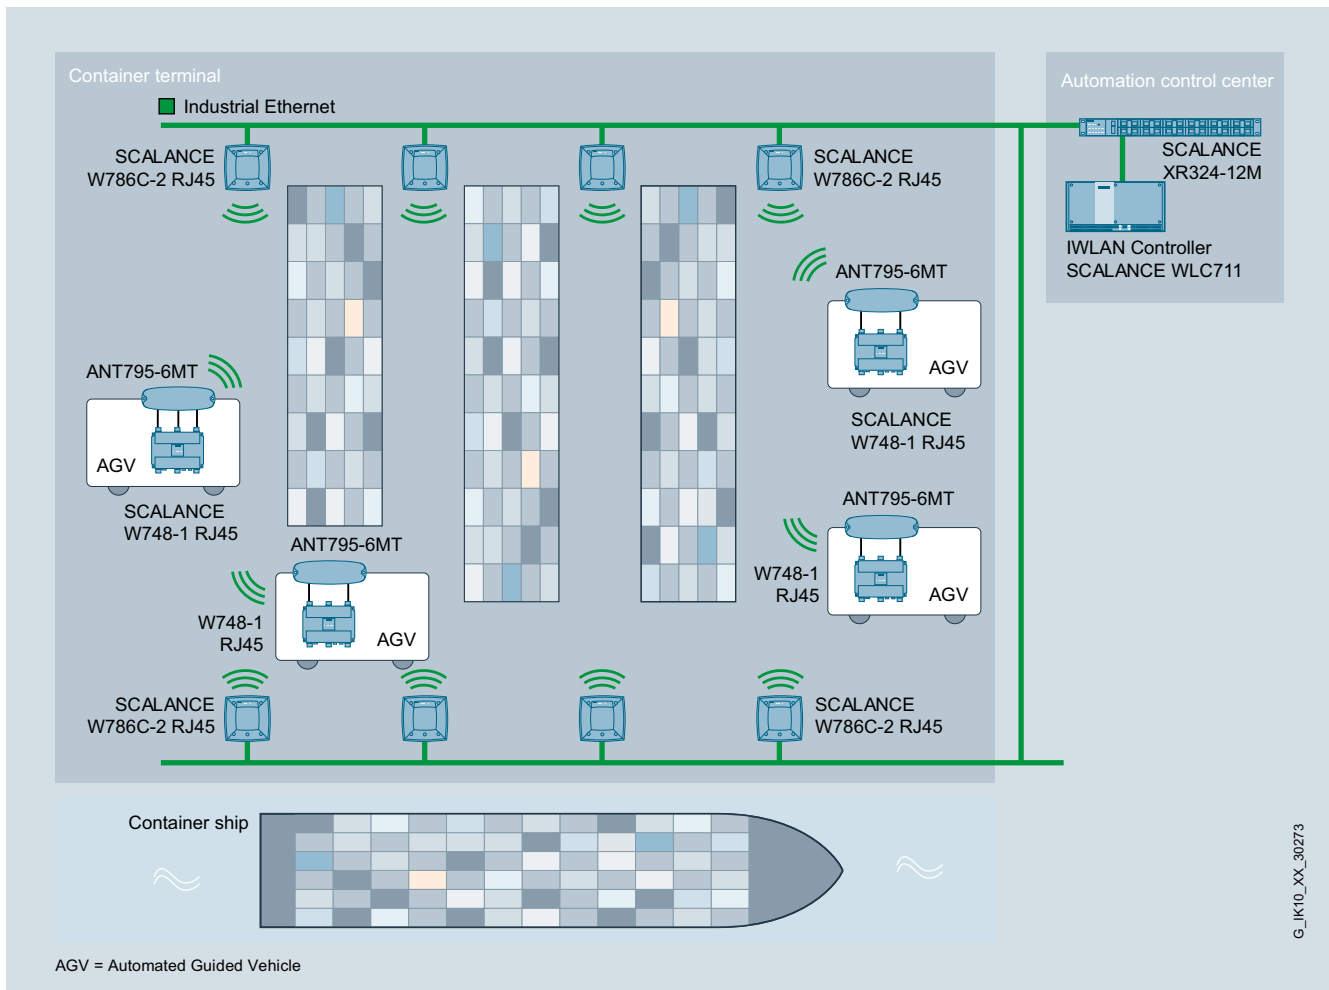 Container terminal
Automation control center
Industrial Ethernet
SCALANCE
W786C-2 RJ45
SCALANCE
W786C-2 RJ45
SCALANCE
XR324-12M
IWLAN Controller
SCALANCE WLC711
ANT795-6MT
AGV
SCALANCE
W748-1 RJ45
ANT795-6MT
AGV
SCALANCE
W748-1 RJ45
ANT795-6MT
W748-1
RJ45
AGV
ANT795-6MT
W748-1
RJ45
AGV
SCALANCE
W786C-2 RJ45
SCALANCE
W786C-2 RJ45
Container ship
G_IK10_XX_30273
AGV = Automated Guided Vehicle